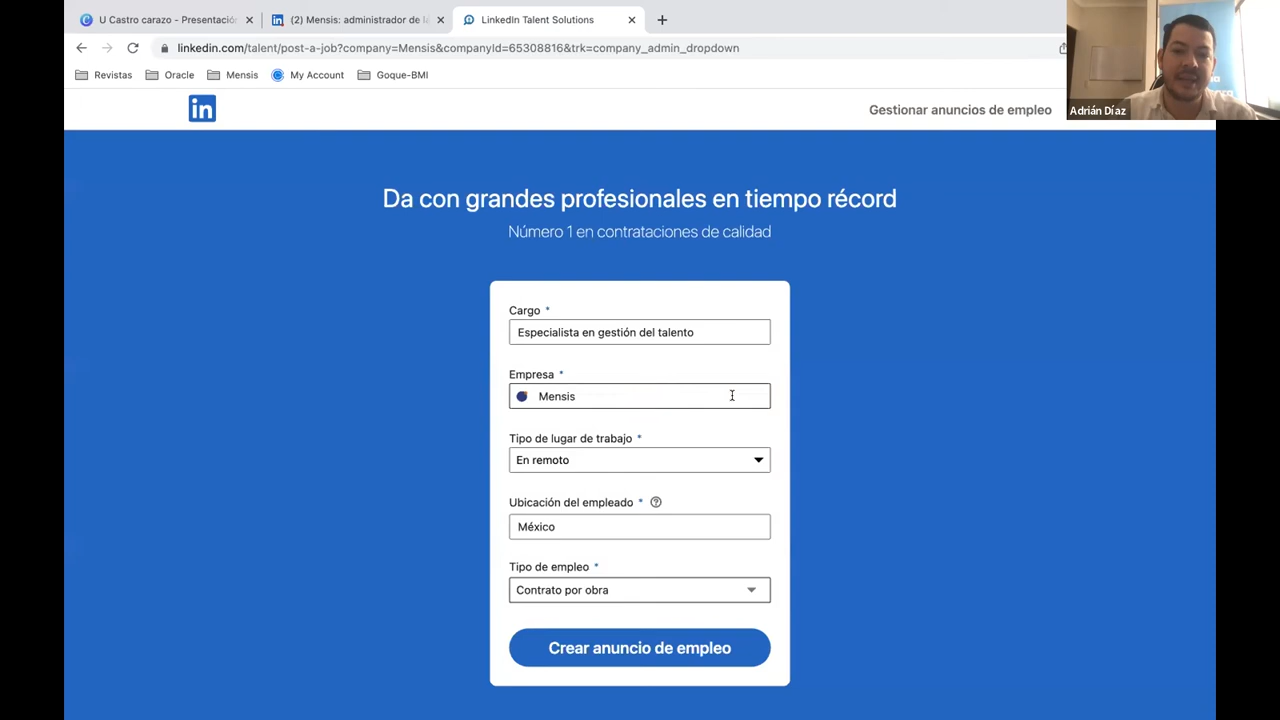 U Castro carazo - Presentación
(2) Mensis: administrador de la
LinkedIn Talent Solutions
linkedin.com/talent/post-a-job?company=Mensis&companyId=65308816&trk=company_admin_dropdown
Revistas
Oracle
Mensis
My Account
Goque-BMI
in
Gestionar anuncios de empleo
Adrián Díaz
Da con grandes profesionales en tiempo récord
Número 1 en contrataciones de calidad
Cargo *
Especialista en gestión del talento
Empresa *
Mensis
Tipo de lugar de trabajo *
En remoto
Ubicación del empleado * ?
México
Tipo de empleo *
Contrato por obra
Crear anuncio de empleo